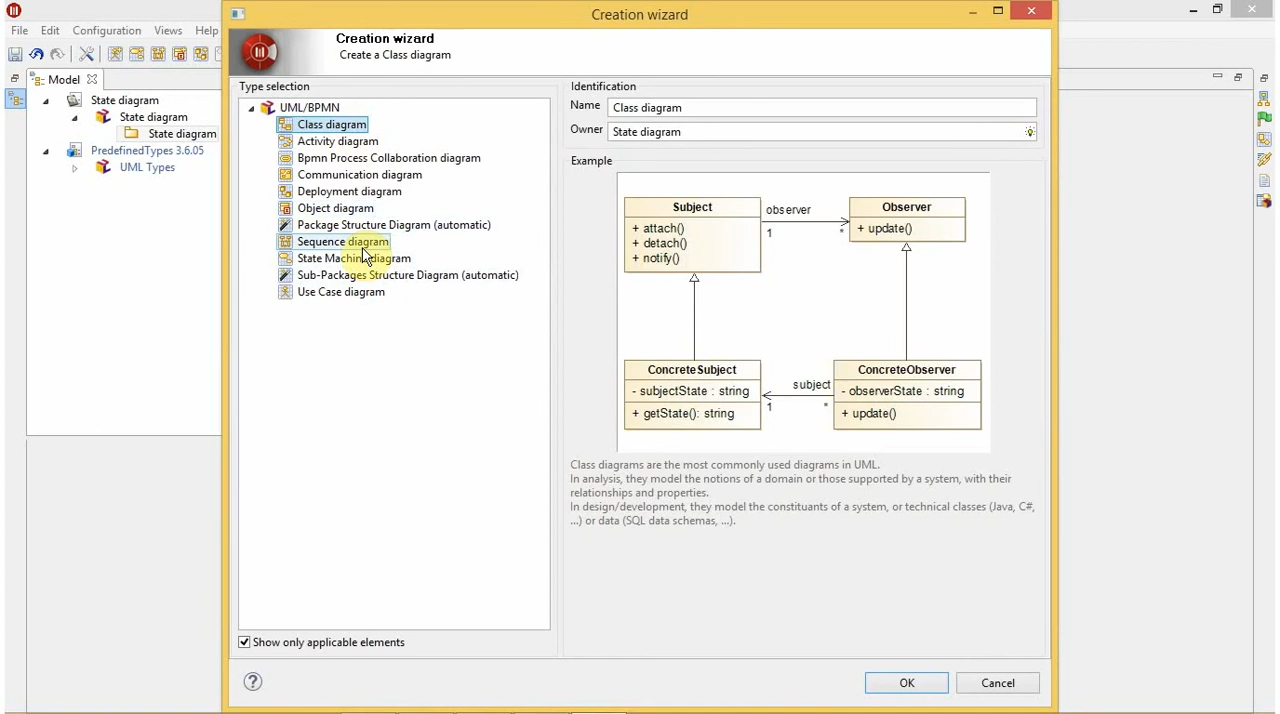 Creation wizard
File Edit Configuration Views Help
Creation wizard
Create a Class diagram
Model
State diagram
State diagram
State diagram
PredefinedTypes 3.6.05
UML Types
Type selection
UML/BPMN
Class diagram
Activity diagram
Bpmn Process Collaboration diagram
Communication diagram
Deployment diagram
Object diagram
Package Structure Diagram (automatic)
Sequence diagram
State Machine diagram
Sub-Packages Structure Diagram (automatic)
Use Case diagram
Show only applicable elements
Identification
Name Class diagram
Owner State diagram
Example
Subject
+ attach()
+ detach()
+ notify()
observer
1
*
Observer
+ update()
ConcreteSubject
- subjectState : string
+ getState(): string
subject
1
*
ConcreteObserver
- observerState : string
+ update()
Class diagrams are the most commonly used diagrams in UML.
In analysis, they model the notions of a domain or those supported by a system, with their
relationships and properties.
In design/development, they model the constituants of a system, or technical classes (Java, C#,
...) or data (SQL data schemas, ...).
OK Cancel